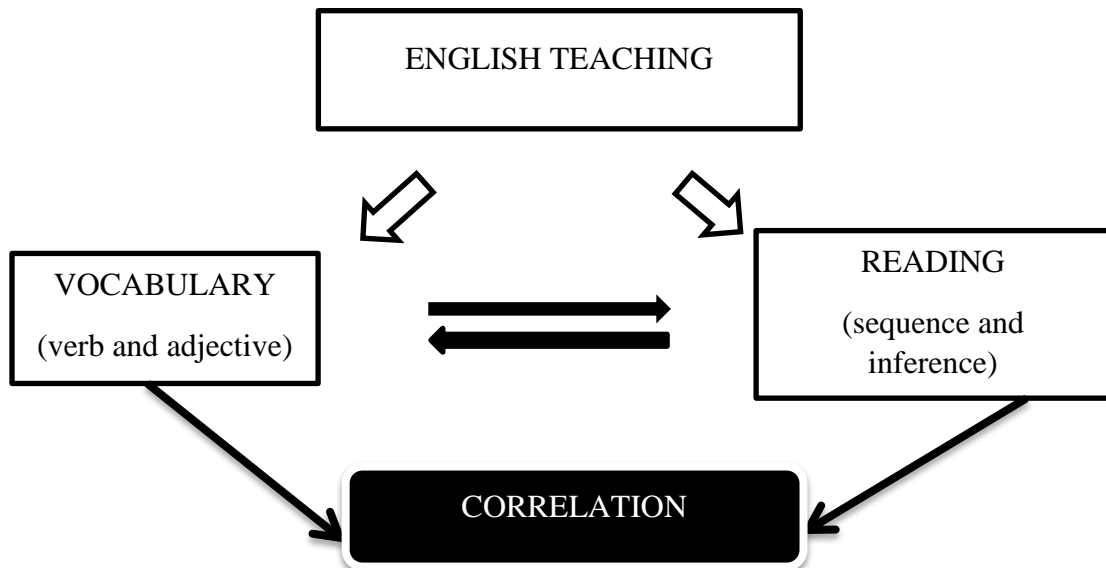 ENGLISH TEACHING
VOCABULARY
(verb and adjective)
READING
(sequence and
inference)
CORRELATION